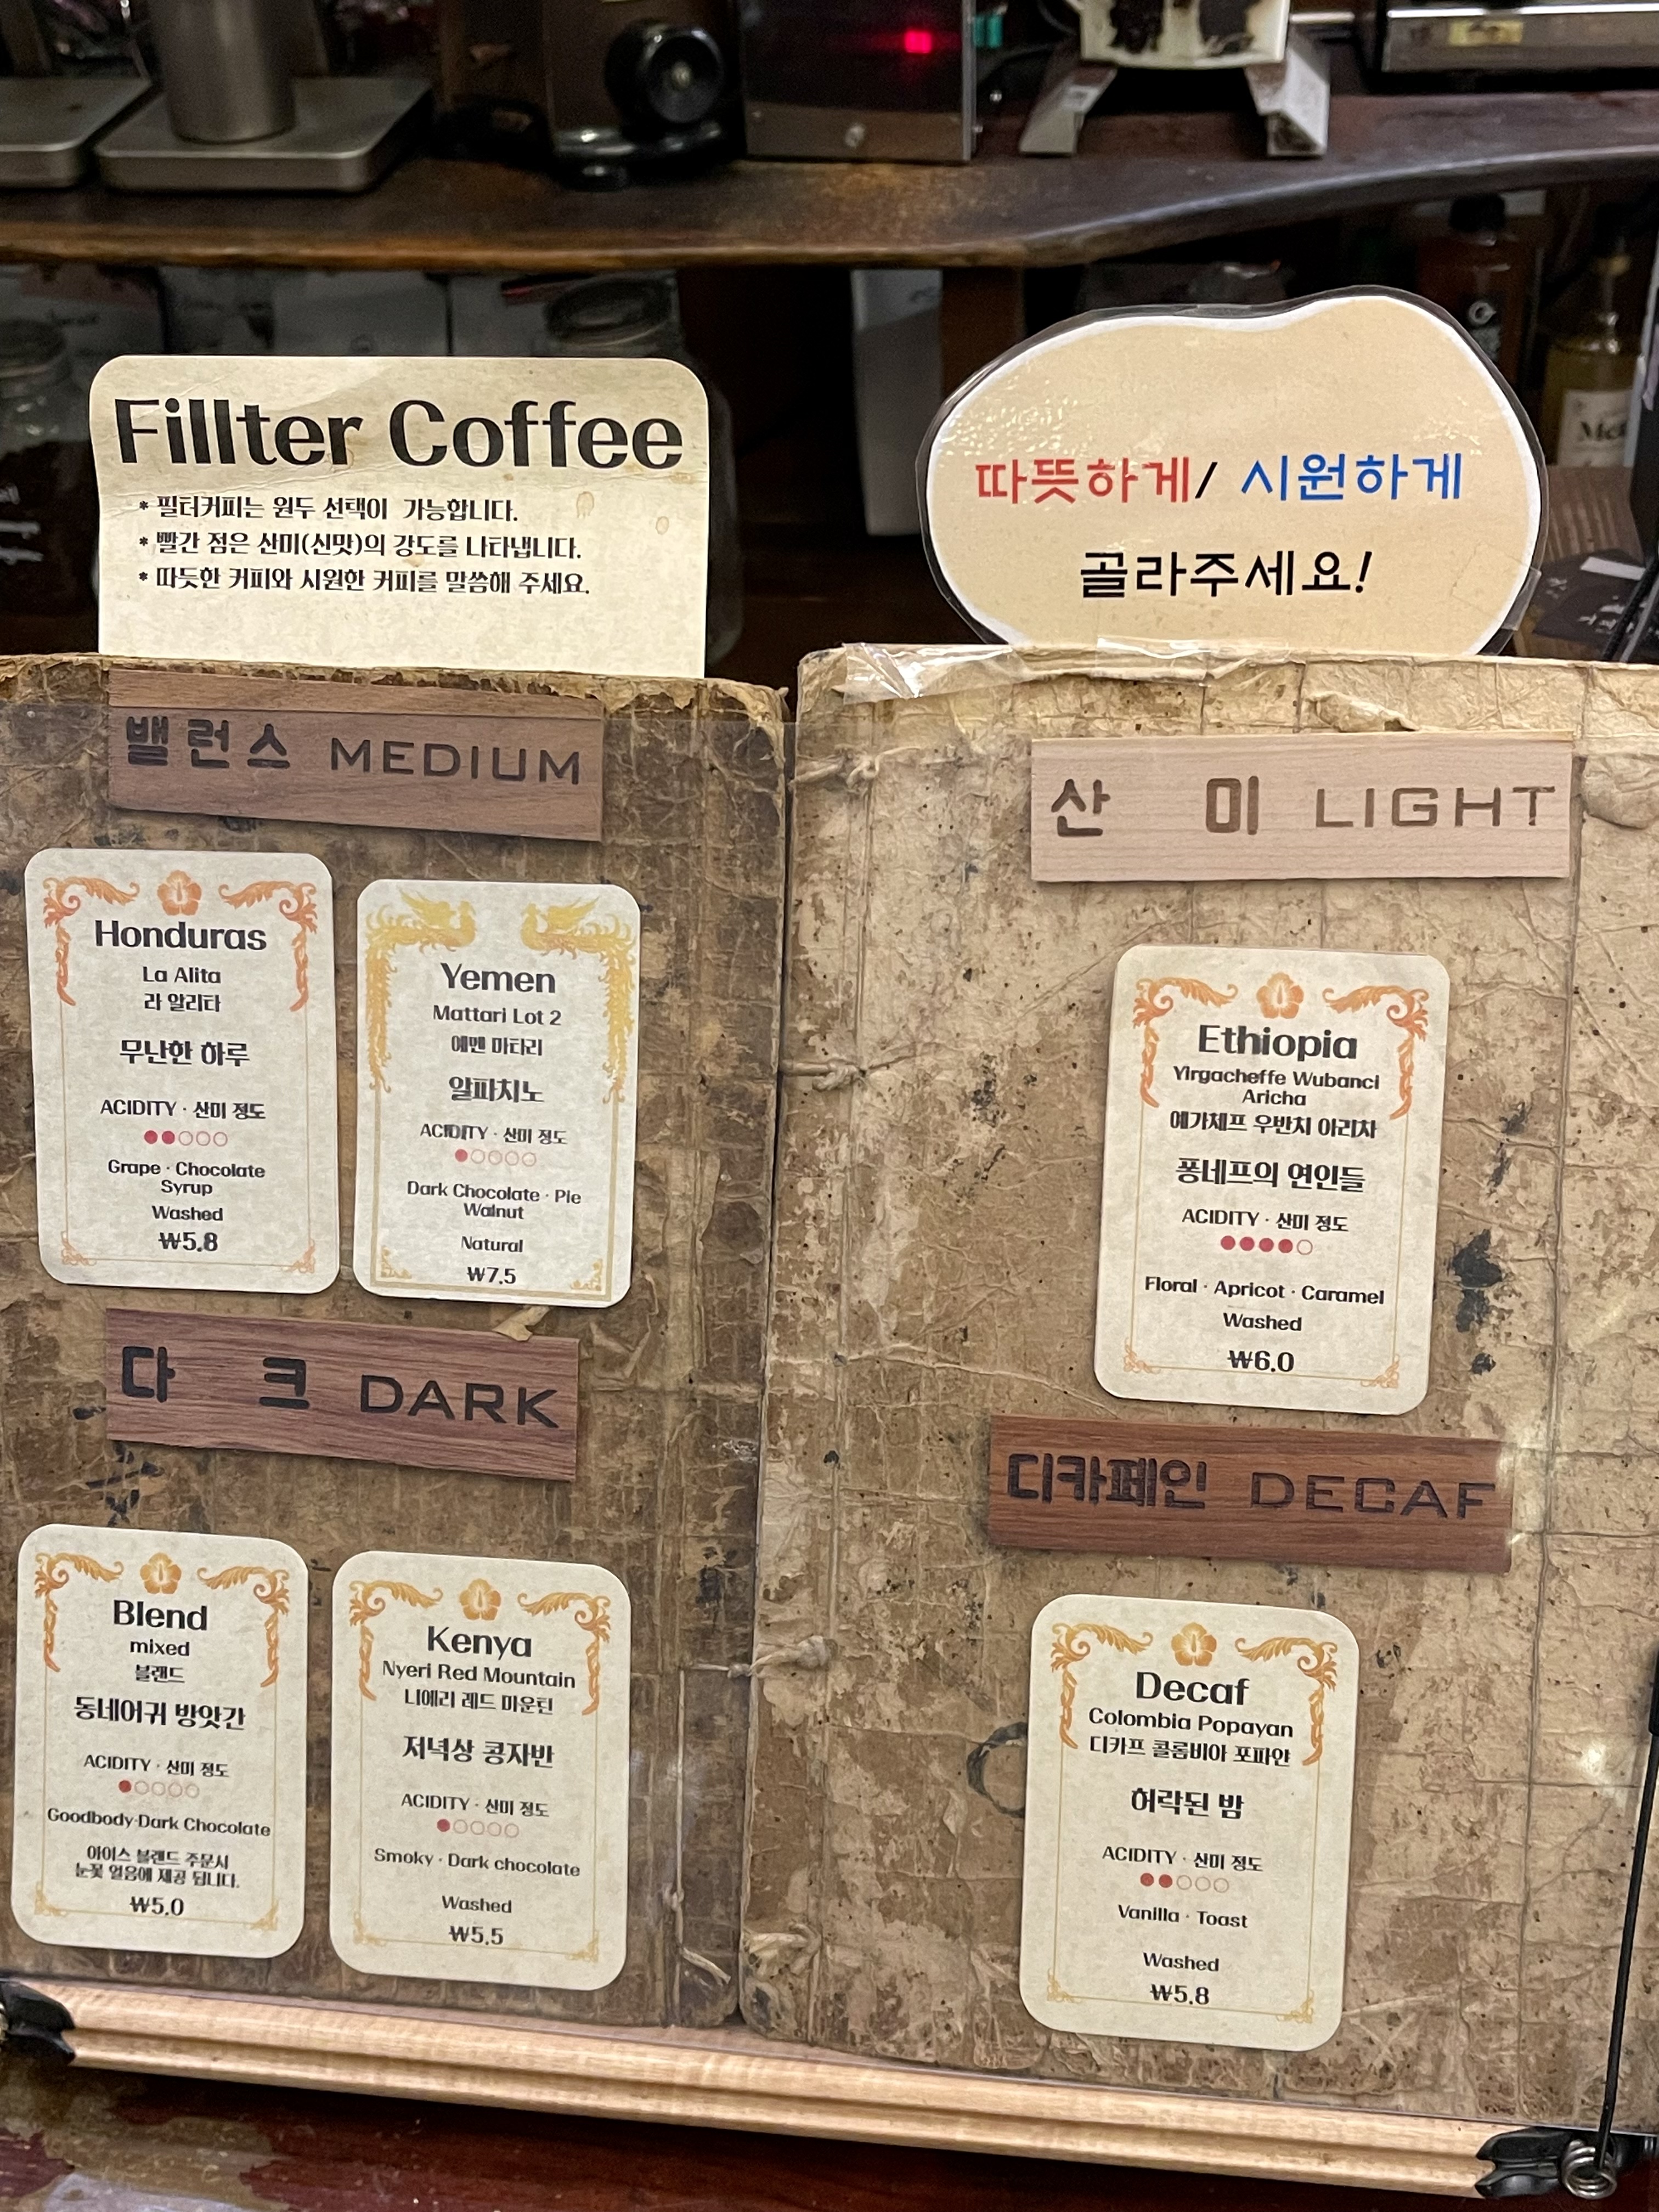 Fillter Coffee
* 필터커피는 원두 선택이 가능합니다.
* 빨간 점은 산미(신맛)의 강도를 나타냅니다.
* 따듯한 커피와 시원한 커피를 말씀해 주세요.
따뜻하게/ 시원하게
골라주세요!
밸런스 MEDIUM
Honduras
La Alita
라 알리타
무난한 하루
ACIDITY · 산미 정도
Grape · Chocolate
Syrup
Washed
₩5.8
Yemen
Mattari Lot 2
예멘 마타리
알파치노
ACIDITY · 산미 정도
Dark Chocolate · Pie
Walnut
Natural
₩7.5
다 크 DARK
Blend
mixed
블랜드
동네어귀 방앗간
ACIDITY · 산미 정도
Goodbody·Dark Chocolate
아이스 블랜드 주문시
눈꽃 얼음에 제공 됩니다.
₩5.0
Kenya
Nyeri Red Mountain
니예리 레드 마운틴
저녁상 콩자반
ACIDITY · 산미 정도
Smoky · Dark chocolate
Washed
₩5.5
산 미 LIGHT
Ethiopia
Yirgacheffe Wubanci
Aricha
예가체프 우반치 아리차
퐁네프의 연인들
ACIDITY · 산미 정도
Floral · Apricot · Caramel
Washed
₩6.0
디카페인 DECAF
Decaf
Colombia Popayan
디카프 콜롬비아 포파얀
허락된 밤
ACIDITY · 산미 정도
Vanilla · Toast
Washed
₩5.8